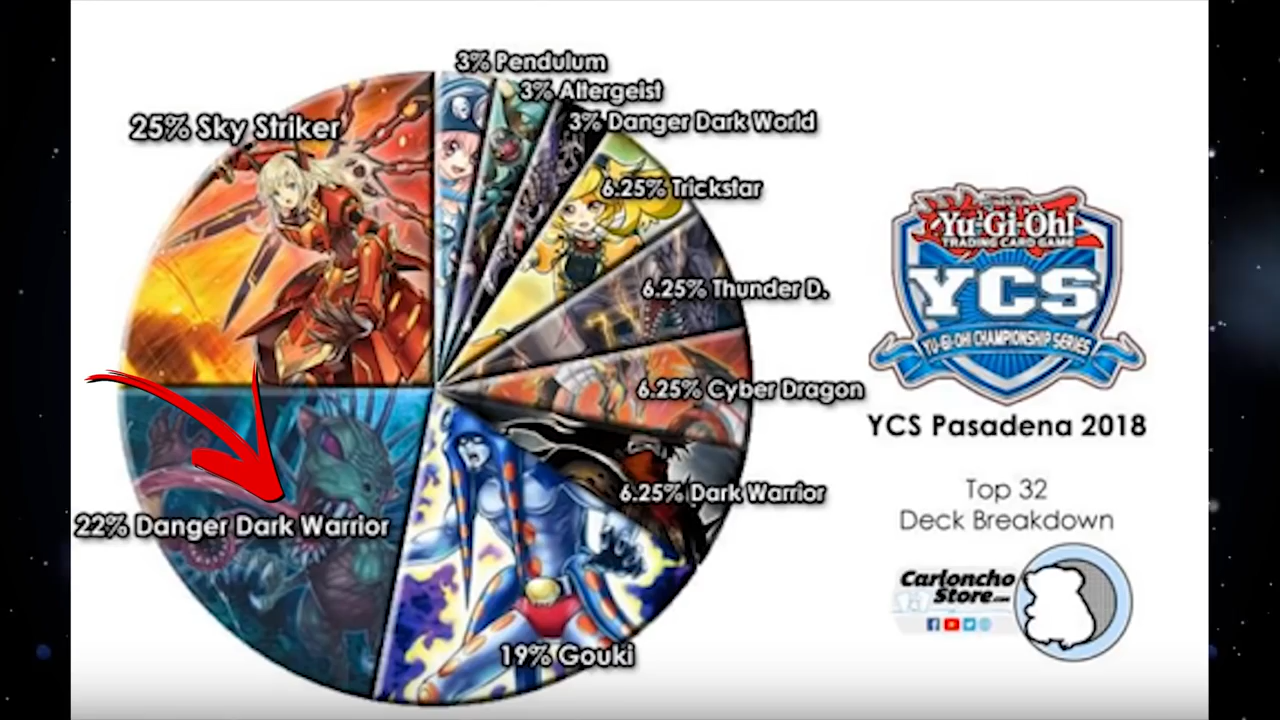 3% Pendulum
3% Altergeist
3% Danger Dark World
25% Sky Striker
6.25% Trickstar
6.25% Thunder D.
6.25% Cyber Dragon
6.25% Dark Warrior
22% Danger Dark Warrior
19% Gouki
Yu-Gi-Oh!
TRADING CARD GAME
YCS
YU-GI-OH! CHAMPIONSHIP SERIES
YCS Pasadena 2018
Top 32
Deck Breakdown
Carloncho
Store.com